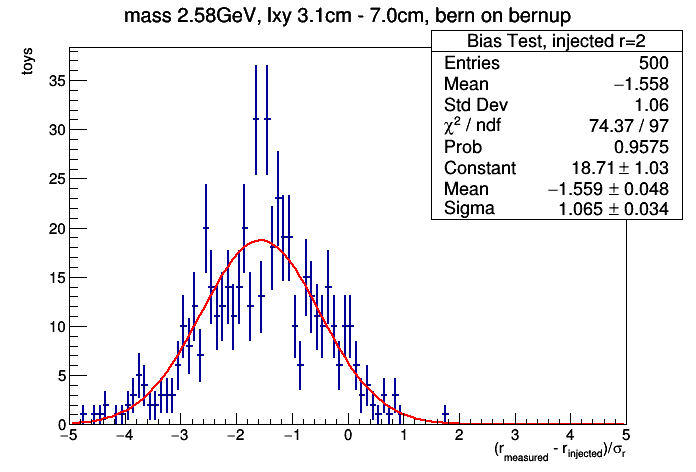 mass 2.58GeV, lxy 3.1cm - 7.0cm, bern on bernup
Bias Test, injected r=2
Entries 500
Mean −1.558
Std Dev 1.06
χ² / ndf 74.37 / 97
Prob 0.9575
Constant 18.71 ± 1.03
Mean −1.559 ± 0.048
Sigma 1.065 ± 0.034
toys
35
30
25
20
15
10
5
0
−5 −4 −3 −2 −1 0 1 2 3 4 5
(r_measured - r_injected)/σ_r